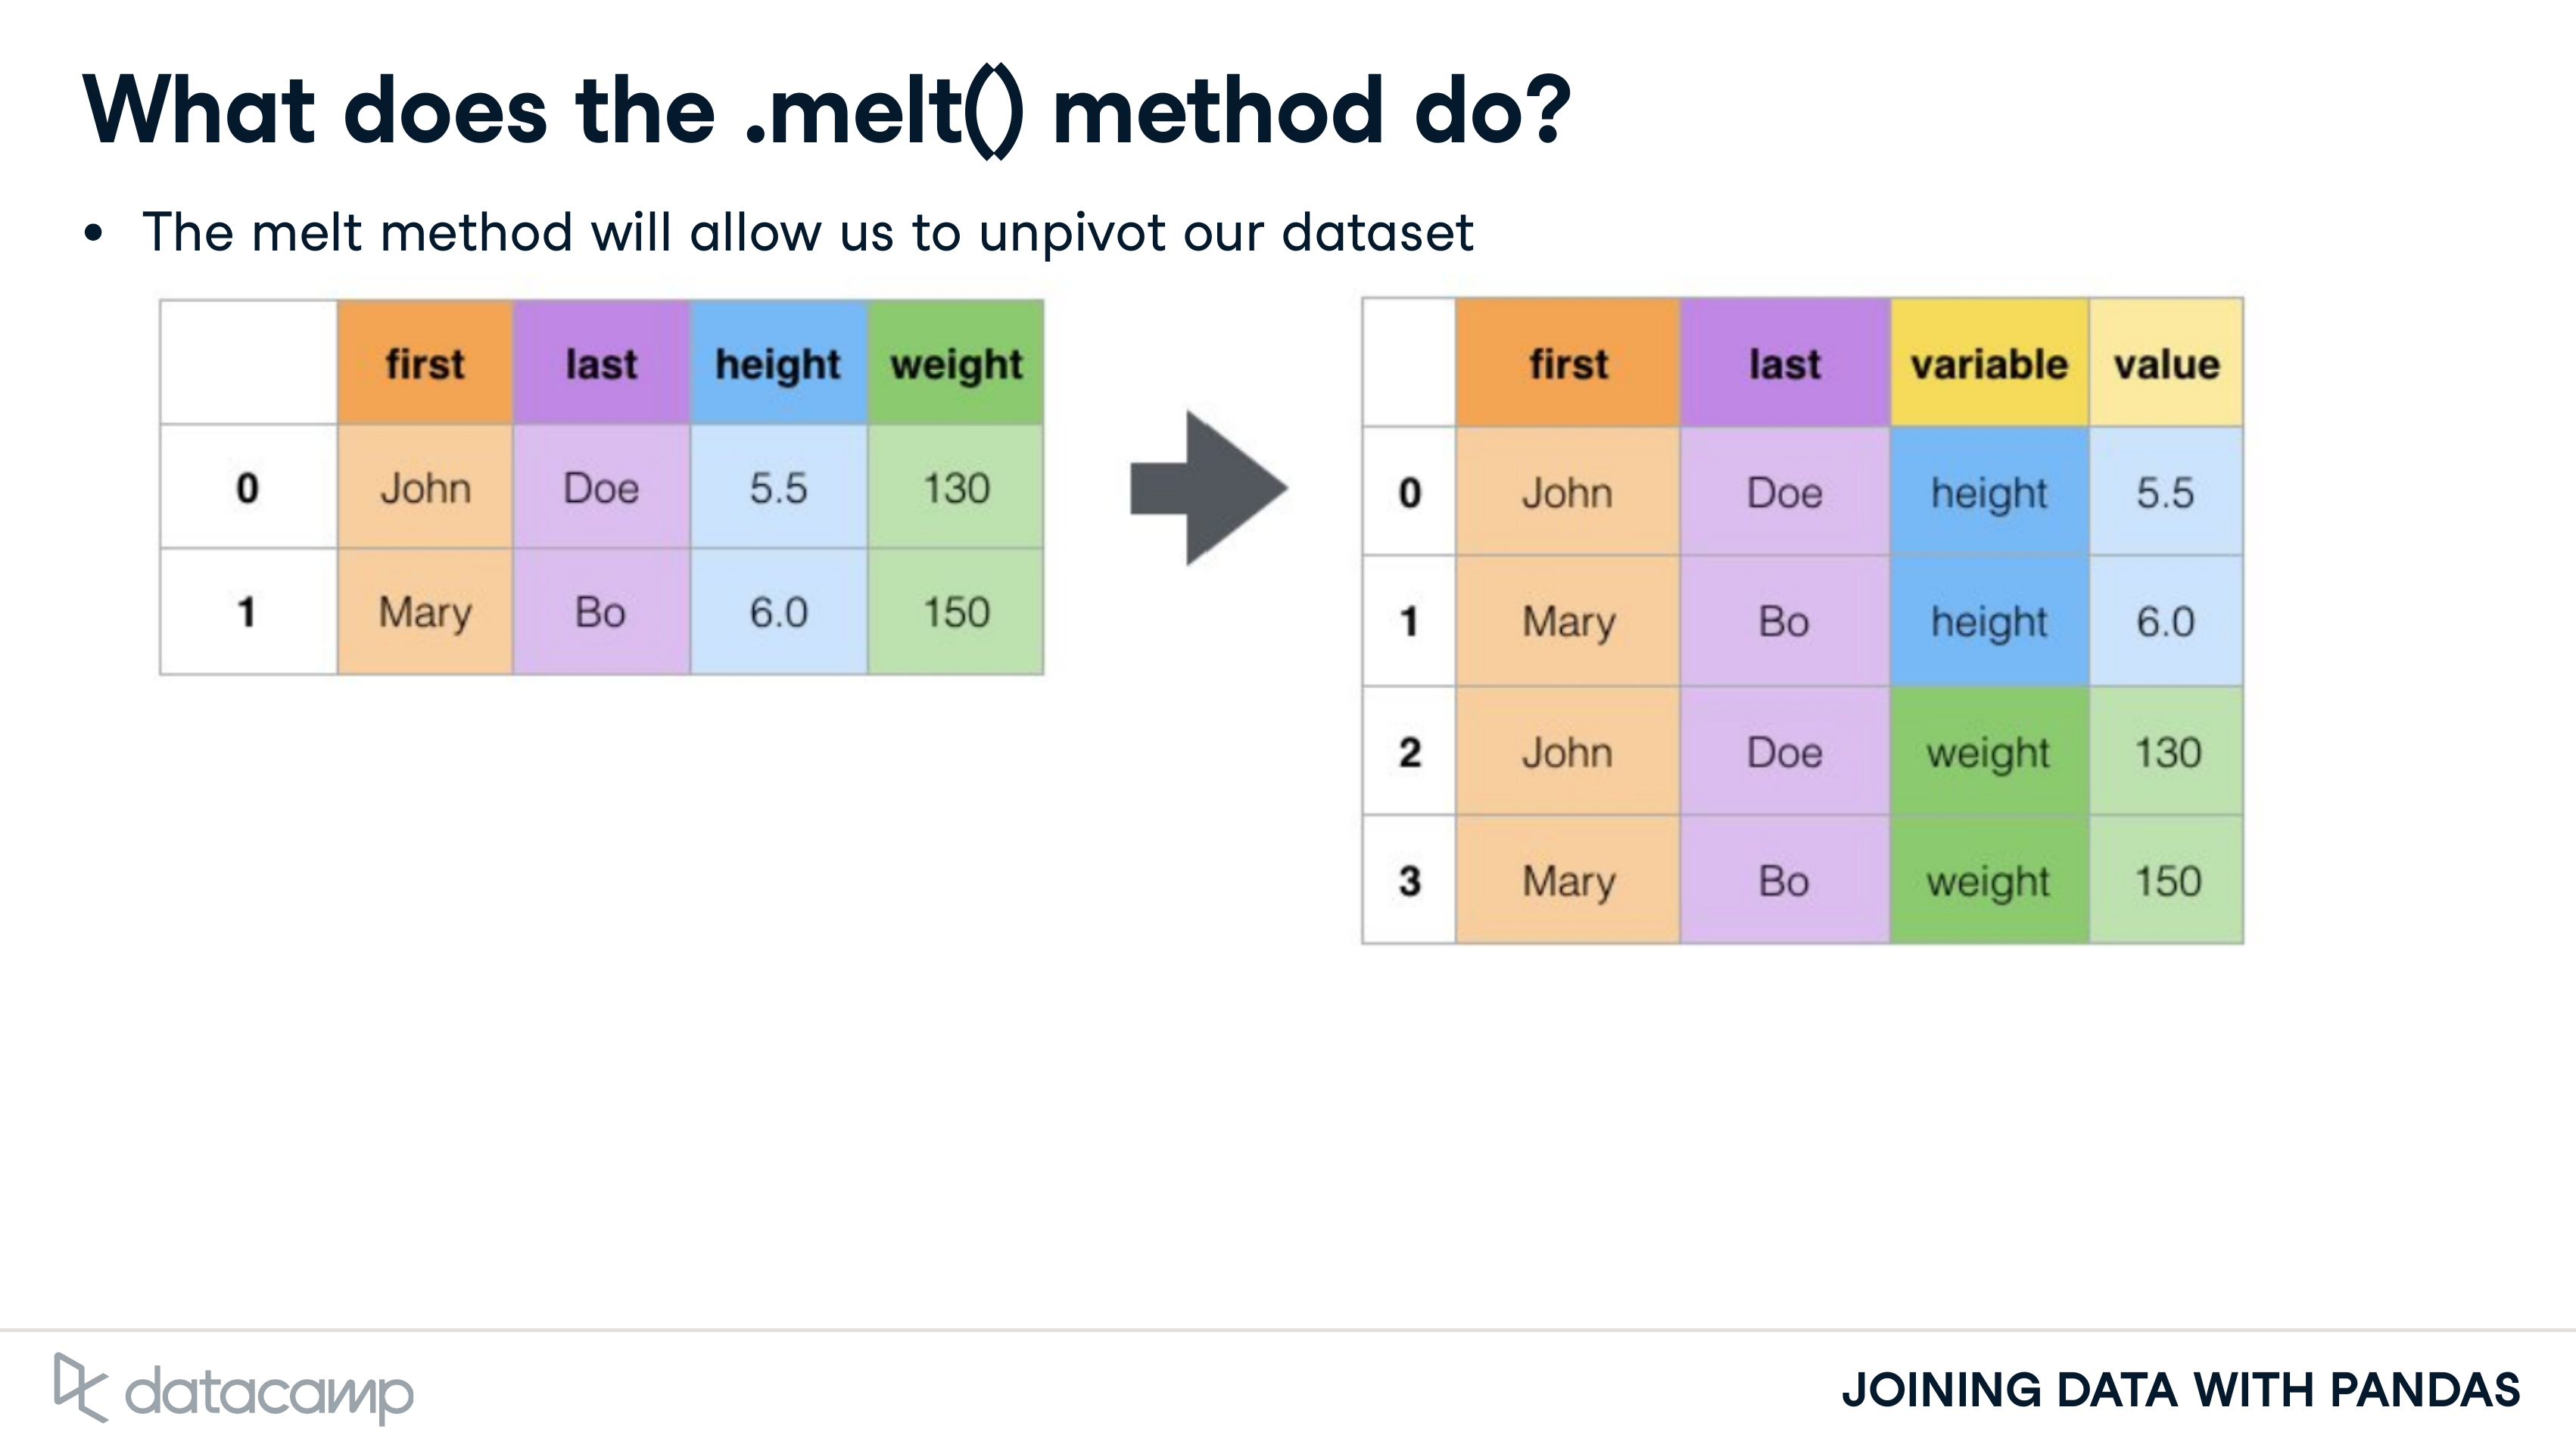 What does the .melt() method do?
• The melt method will allow us to unpivot our dataset
first last height weight
0 John Doe 5.5 130
1 Mary Bo 6.0 150
first last variable value
0 John Doe height 5.5
1 Mary Bo height 6.0
2 John Doe weight 130
3 Mary Bo weight 150
datacamp
JOINING DATA WITH PANDAS